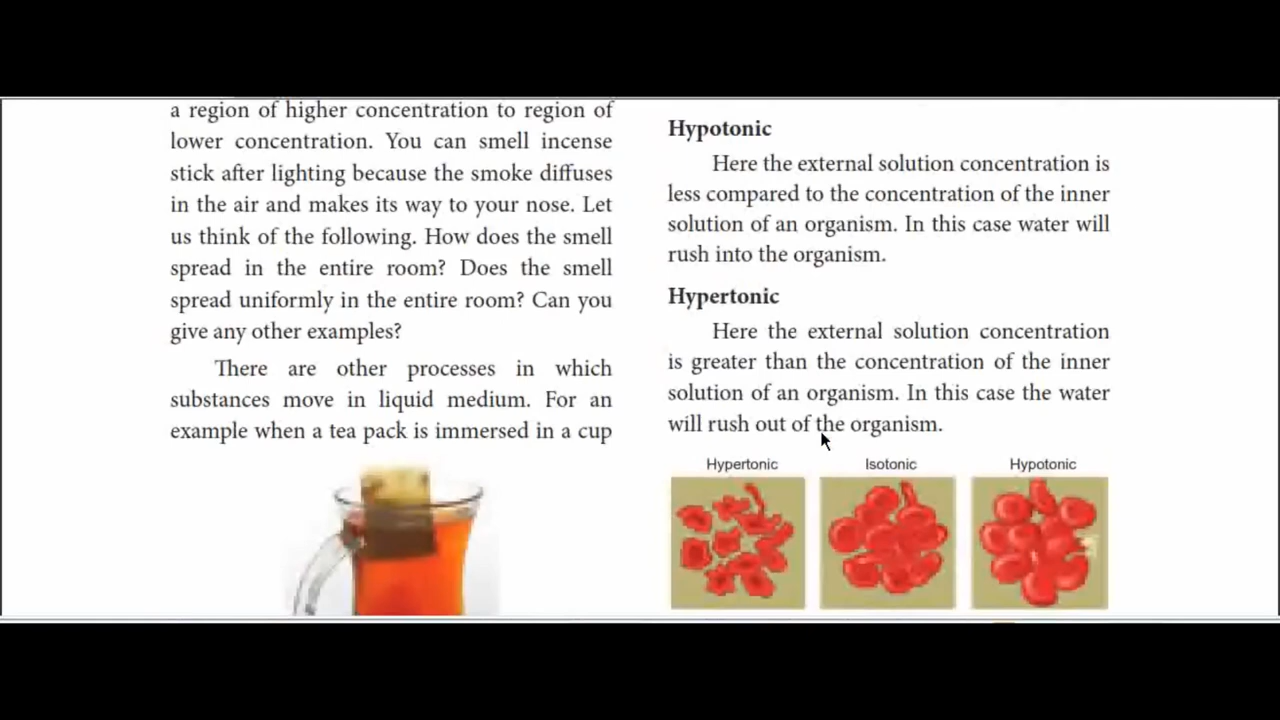 a region of higher concentration to region of
lower concentration. You can smell incense
stick after lighting because the smoke diffuses
in the air and makes its way to your nose. Let
us think of the following. How does the smell
spread in the entire room? Does the smell
spread uniformly in the entire room? Can you
give any other examples?
There are other processes in which
substances move in liquid medium. For an
example when a tea pack is immersed in a cup
Hypotonic
Here the external solution concentration is
less compared to the concentration of the inner
solution of an organism. In this case water will
rush into the organism.
Hypertonic
Here the external solution concentration
is greater than the concentration of the inner
solution of an organism. In this case the water
will rush out of the organism.
Hypertonic Isotonic Hypotonic